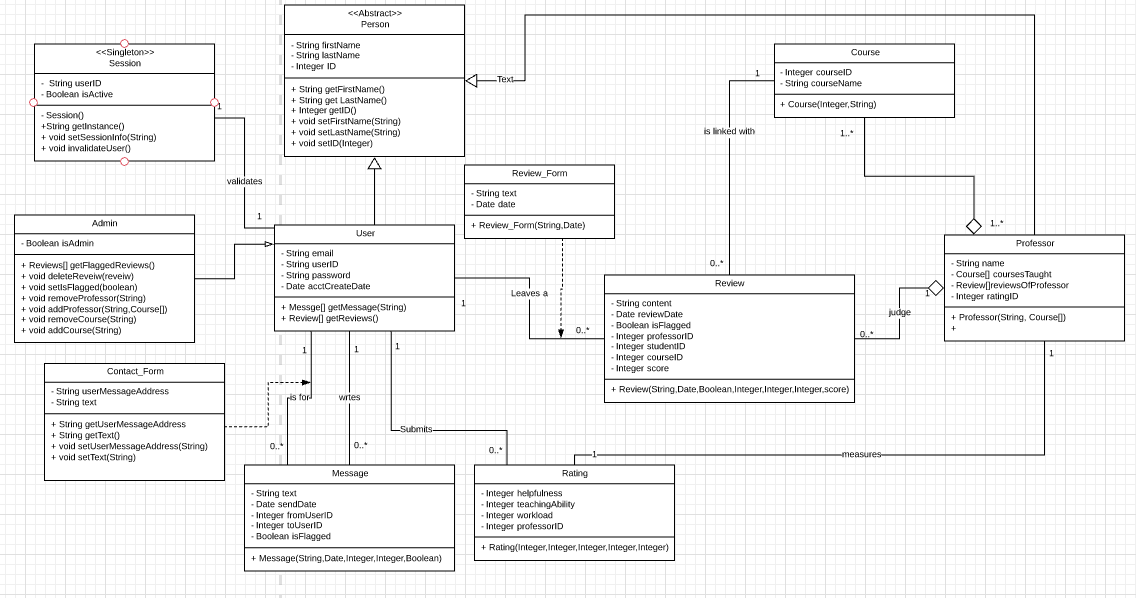 <<Abstract>>
Person
- String firstName
- String lastName
- Integer ID
+ String getFirstName()
+ String get LastName()
+ Integer getID()
+ void setFirstName(String)
+ void setLastName(String)
+ void setID(Integer)
<<Singleton>>
Session
- String userID
- Boolean isActive
- Session()
+String getInstance()
+ void setSessionInfo(String)
+ void invalidateUser()
1
validates
1
Text
Course
- Integer courseID
- String courseName
+ Course(Integer,String)
1
is linked with
0..*
1..*
1..*
Review_Form
- String text
- Date date
+ Review_Form(String,Date)
Admin
- Boolean isAdmin
+ Reviews[] getFlaggedReviews()
+ void deleteReveiw(reveiw)
+ void setIsFlagged(boolean)
+ void removeProfessor(String)
+ void addProfessor(String,Course[])
+ void removeCourse(String)
+ void addCourse(String)
User
- String email
- String userID
- String password
- Date acctCreateDate
+ Messge[] getMessage(String)
+ Review[] getReviews()
1
Leaves a
0..*
Review
- String content
- Date reviewDate
- Boolean isFlagged
- Integer professorID
- Integer studentID
- Integer courseID
- Integer score
+ Review(String,Date,Boolean,Integer,Integer,Integer,score)
1
judge
0..*
Professor
- String name
- Course[] coursesTaught
- Review[]reviewsOfProfessor
- Integer ratingID
+ Professor(String, Course[])
+
1
measures
1
Contact_Form
- String userMessageAddress
- String text
+ String getUserMessageAddress
+ String getText()
+ void setUserMessageAddress(String)
+ void setText(String)
1
is for
0..*
1
wrtes
0..*
1
Submits
0..*
Message
- String text
- Date sendDate
- Integer fromUserID
- Integer toUserID
- Boolean isFlagged
+ Message(String,Date,Integer,Integer,Boolean)
Rating
- Integer helpfulness
- Integer teachingAbility
- Integer workload
- Integer professorID
+ Rating(Integer,Integer,Integer,Integer,Integer)